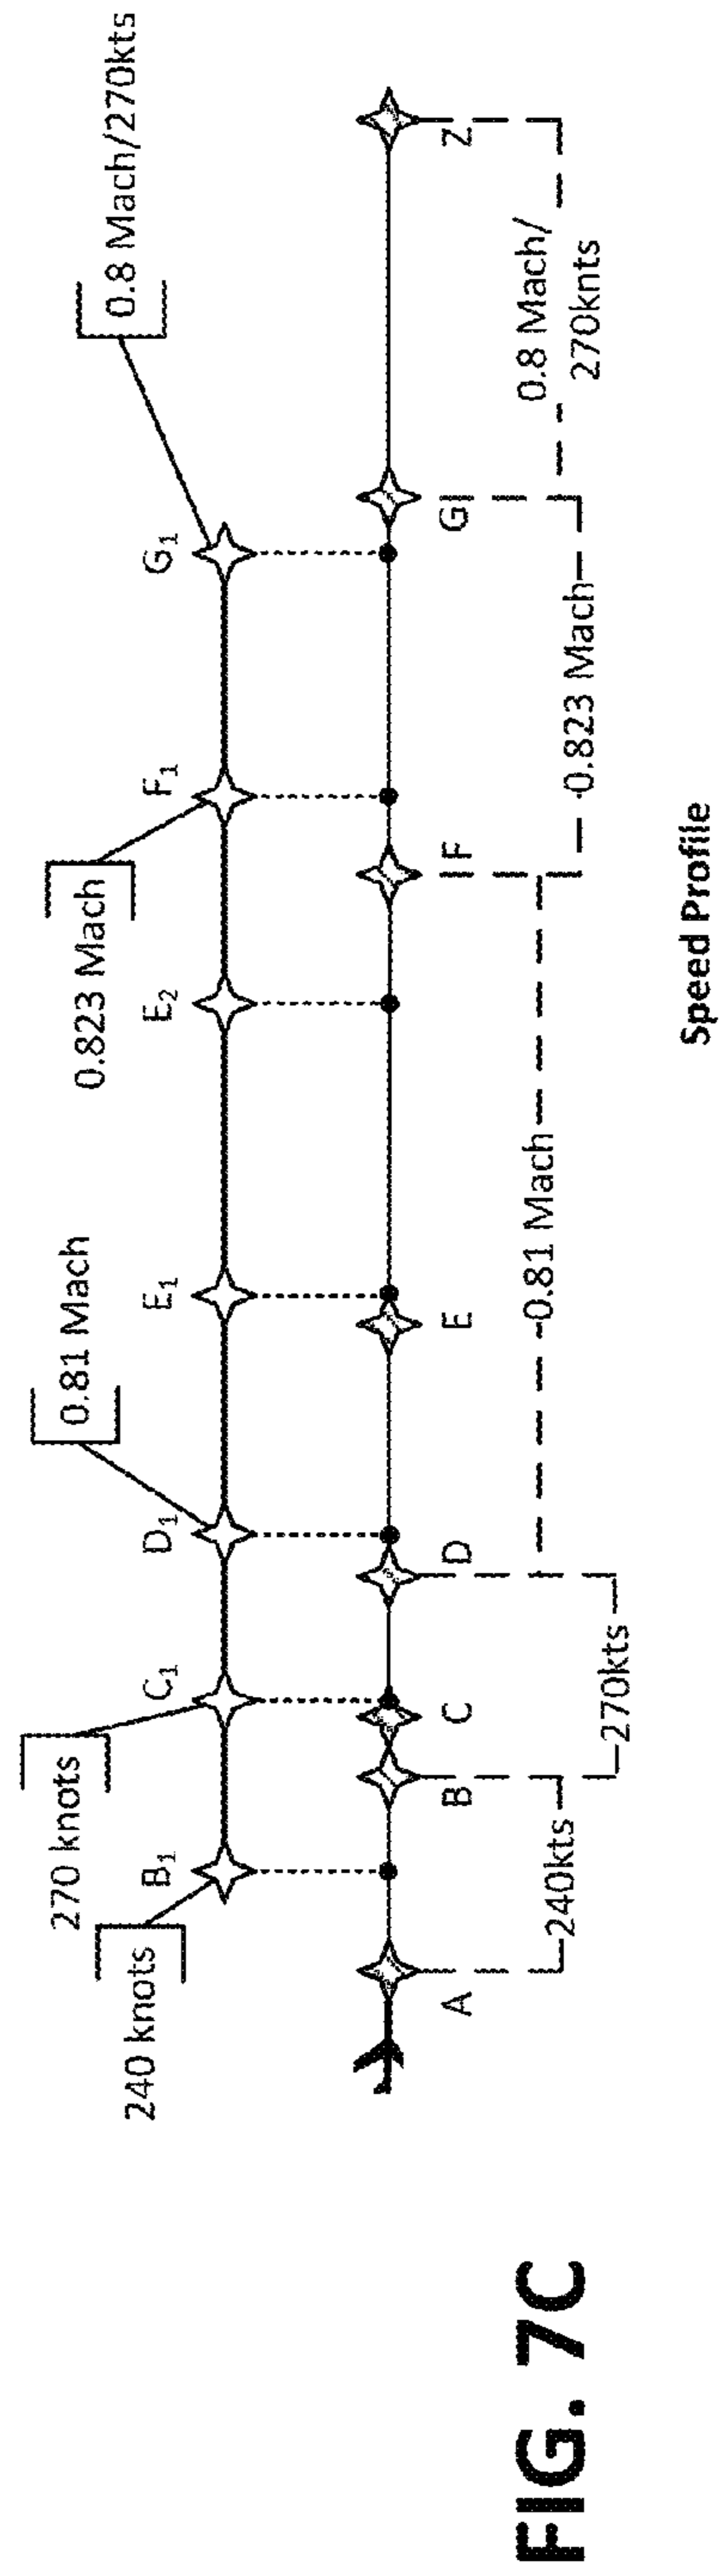 240 knots
270 knots
0.81 Mach
0.823 Mach
0.8 Mach/270kts
B₁
C₁
D₁
E₁
E₂
F₁
G₁
A
B
C
D
E
F
G
Z
240kts
270kts
0.81 Mach
0.823 Mach
0.8 Mach/
270knts
Speed Profile
FIG. 7C